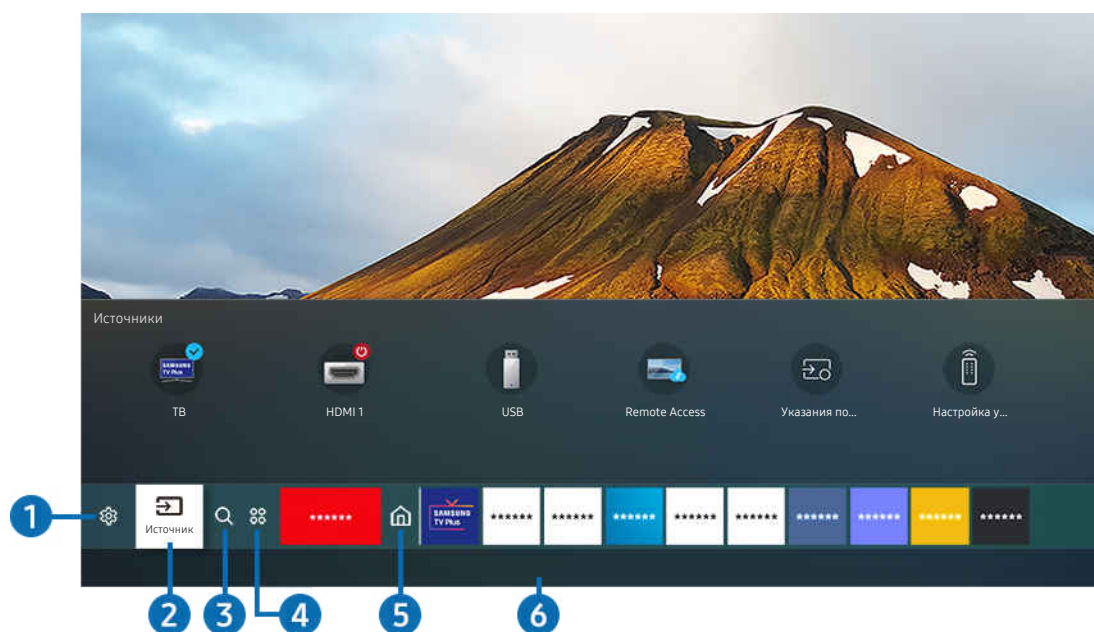 Источники
SAMSUNG
TV Plus
ТВ
HDMI 1
USB
Remote Access
Указания по...
Настройка у...
1
Источник
******
SAMSUNG
TV Plus
******
******
******
******
******
******
******
******
******
2
3
4
5
6